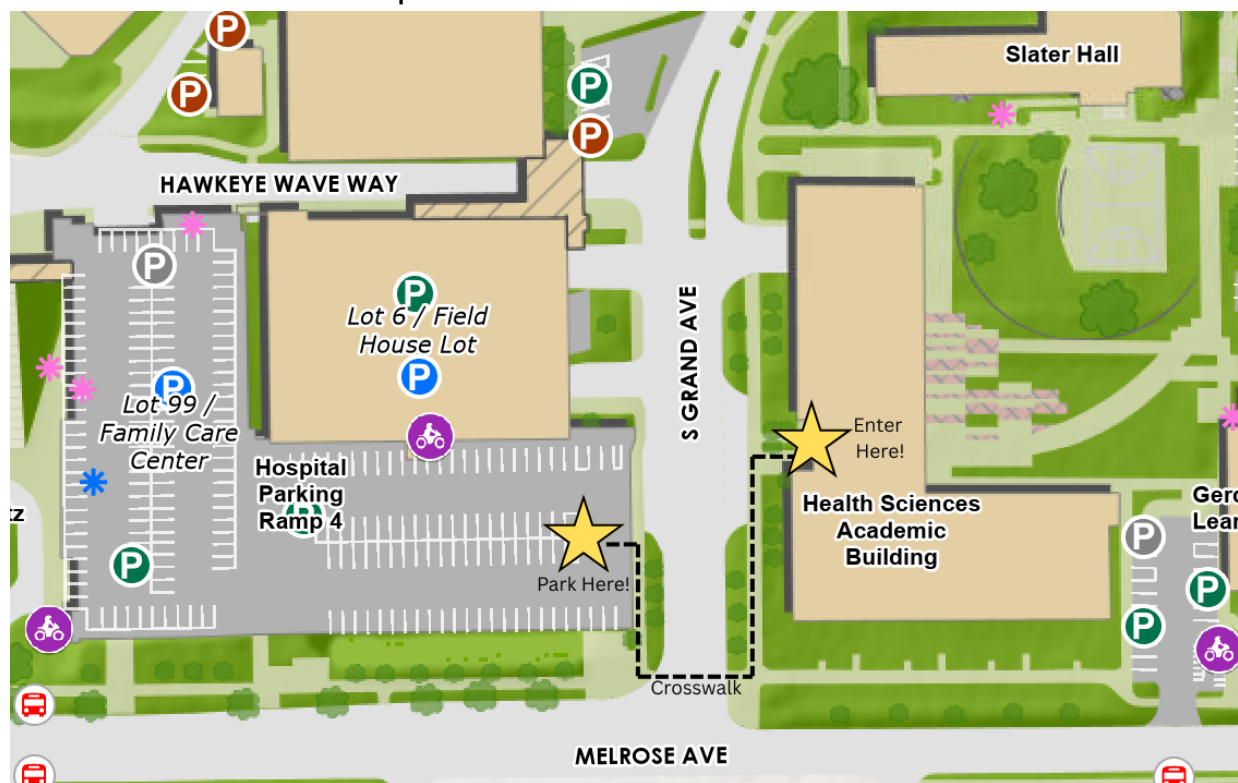 P
Slater Hall
P
P
P
P
HAWKEYE WAVE WAY
P
P
Lot 6 / Field
House Lot
P
S GRAND AVE
P
Lot 99 /
Family Care
Center
Enter
Here!
Hospital
Parking
Ramp 4
P
Health Sciences
Academic
Building
Park Here!
P
P
P
P
Crosswalk
MELROSE AVE